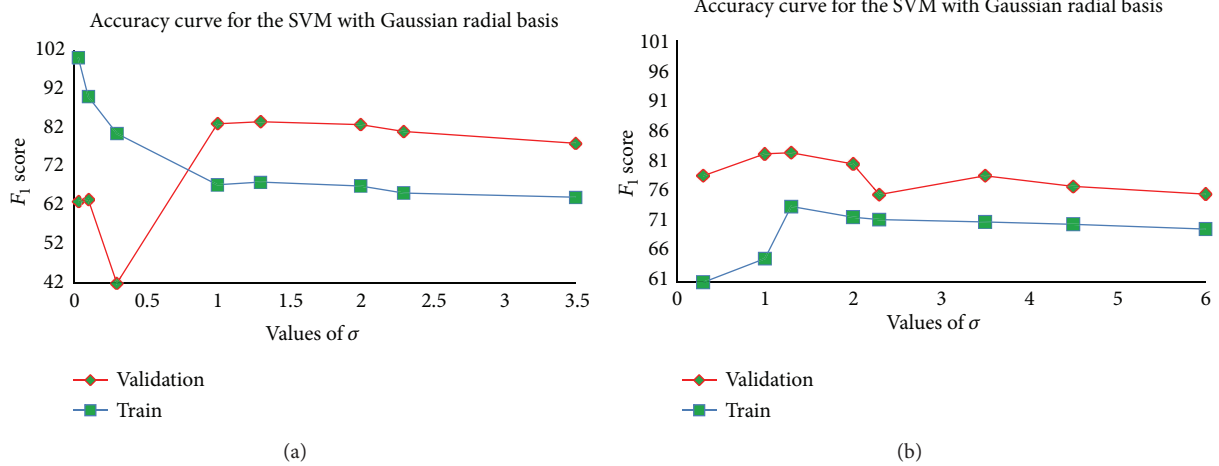 Accuracy curve for the SVM with Gaussian radial basis
102
92
82
72
62
52
42
F1 score
0 0.5 1 1.5 2 2.5 3 3.5
Values of σ
Validation
Train
(a)
Accuracy curve for the SVM with Gaussian radial basis
101
96
91
86
81
76
71
66
61
F1 score
0 1 2 3 4 5 6
Values of σ
Validation
Train
(b)